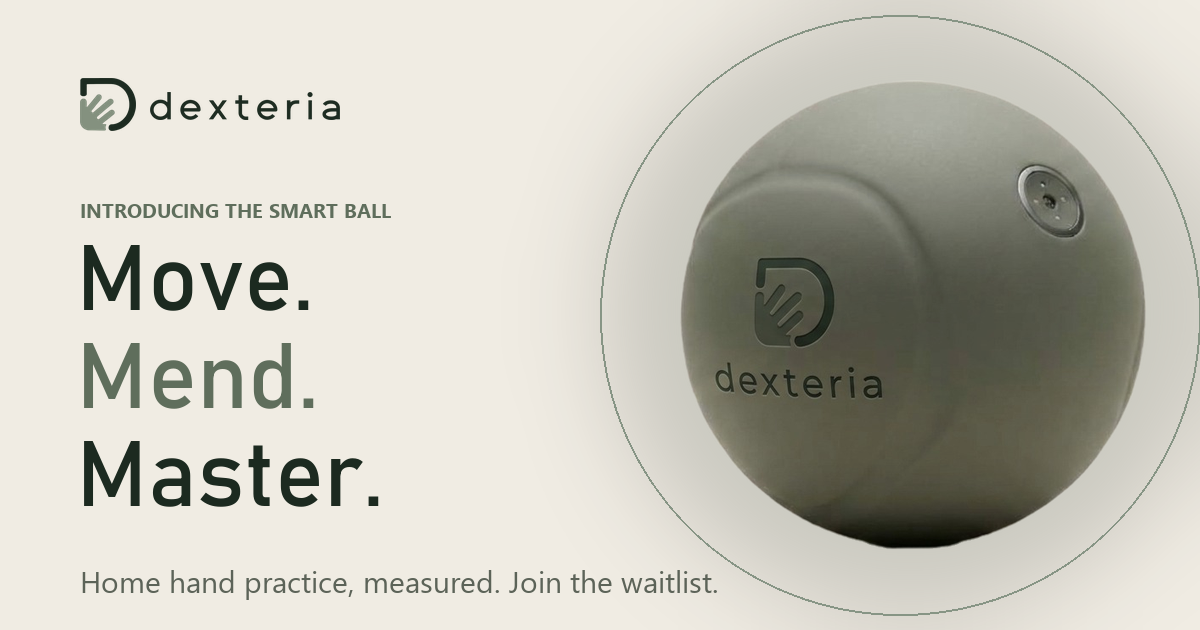 dexteria
INTRODUCING THE SMART BALL
Move.
Mend.
Master.
Home hand practice, measured. Join the waitlist.
dexteria